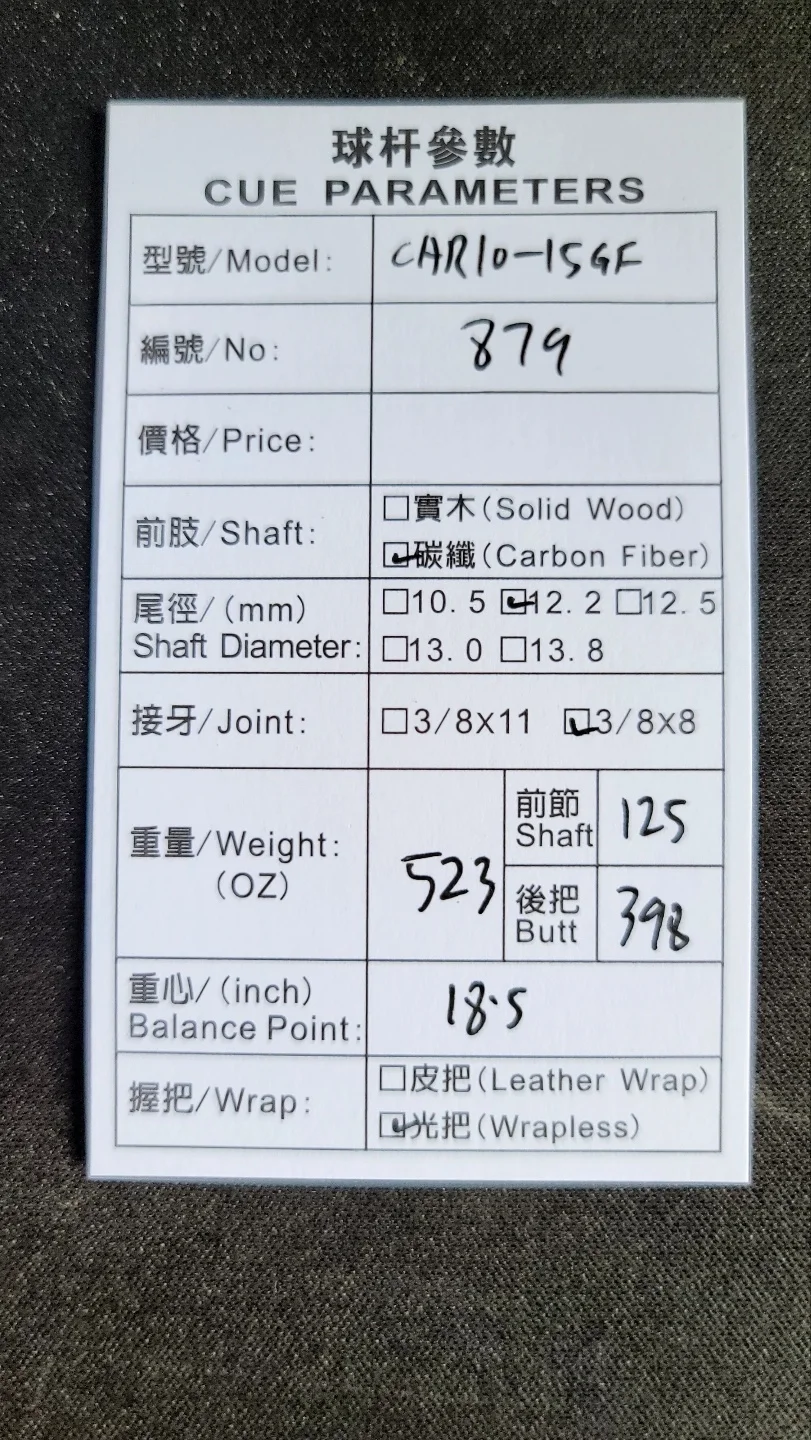 球杆參數
CUE PARAMETERS
型號/Model: CAR10-15GF
編號/No: 879
價格/Price:
前肢/Shaft: □實木(Solid Wood)
☑碳纖(Carbon Fiber)
尾徑/(mm) □10.5 ☑12.2 □12.5
Shaft Diameter: □13.0 □13.8
接牙/Joint: □3/8x11 ☑3/8x8
重量/Weight: (OZ) 523
前節 Shaft 125
後把 Butt 398
重心/(inch)
Balance Point: 18.5
握把/Wrap: □皮把(Leather Wrap)
☑光把(Wrapless)